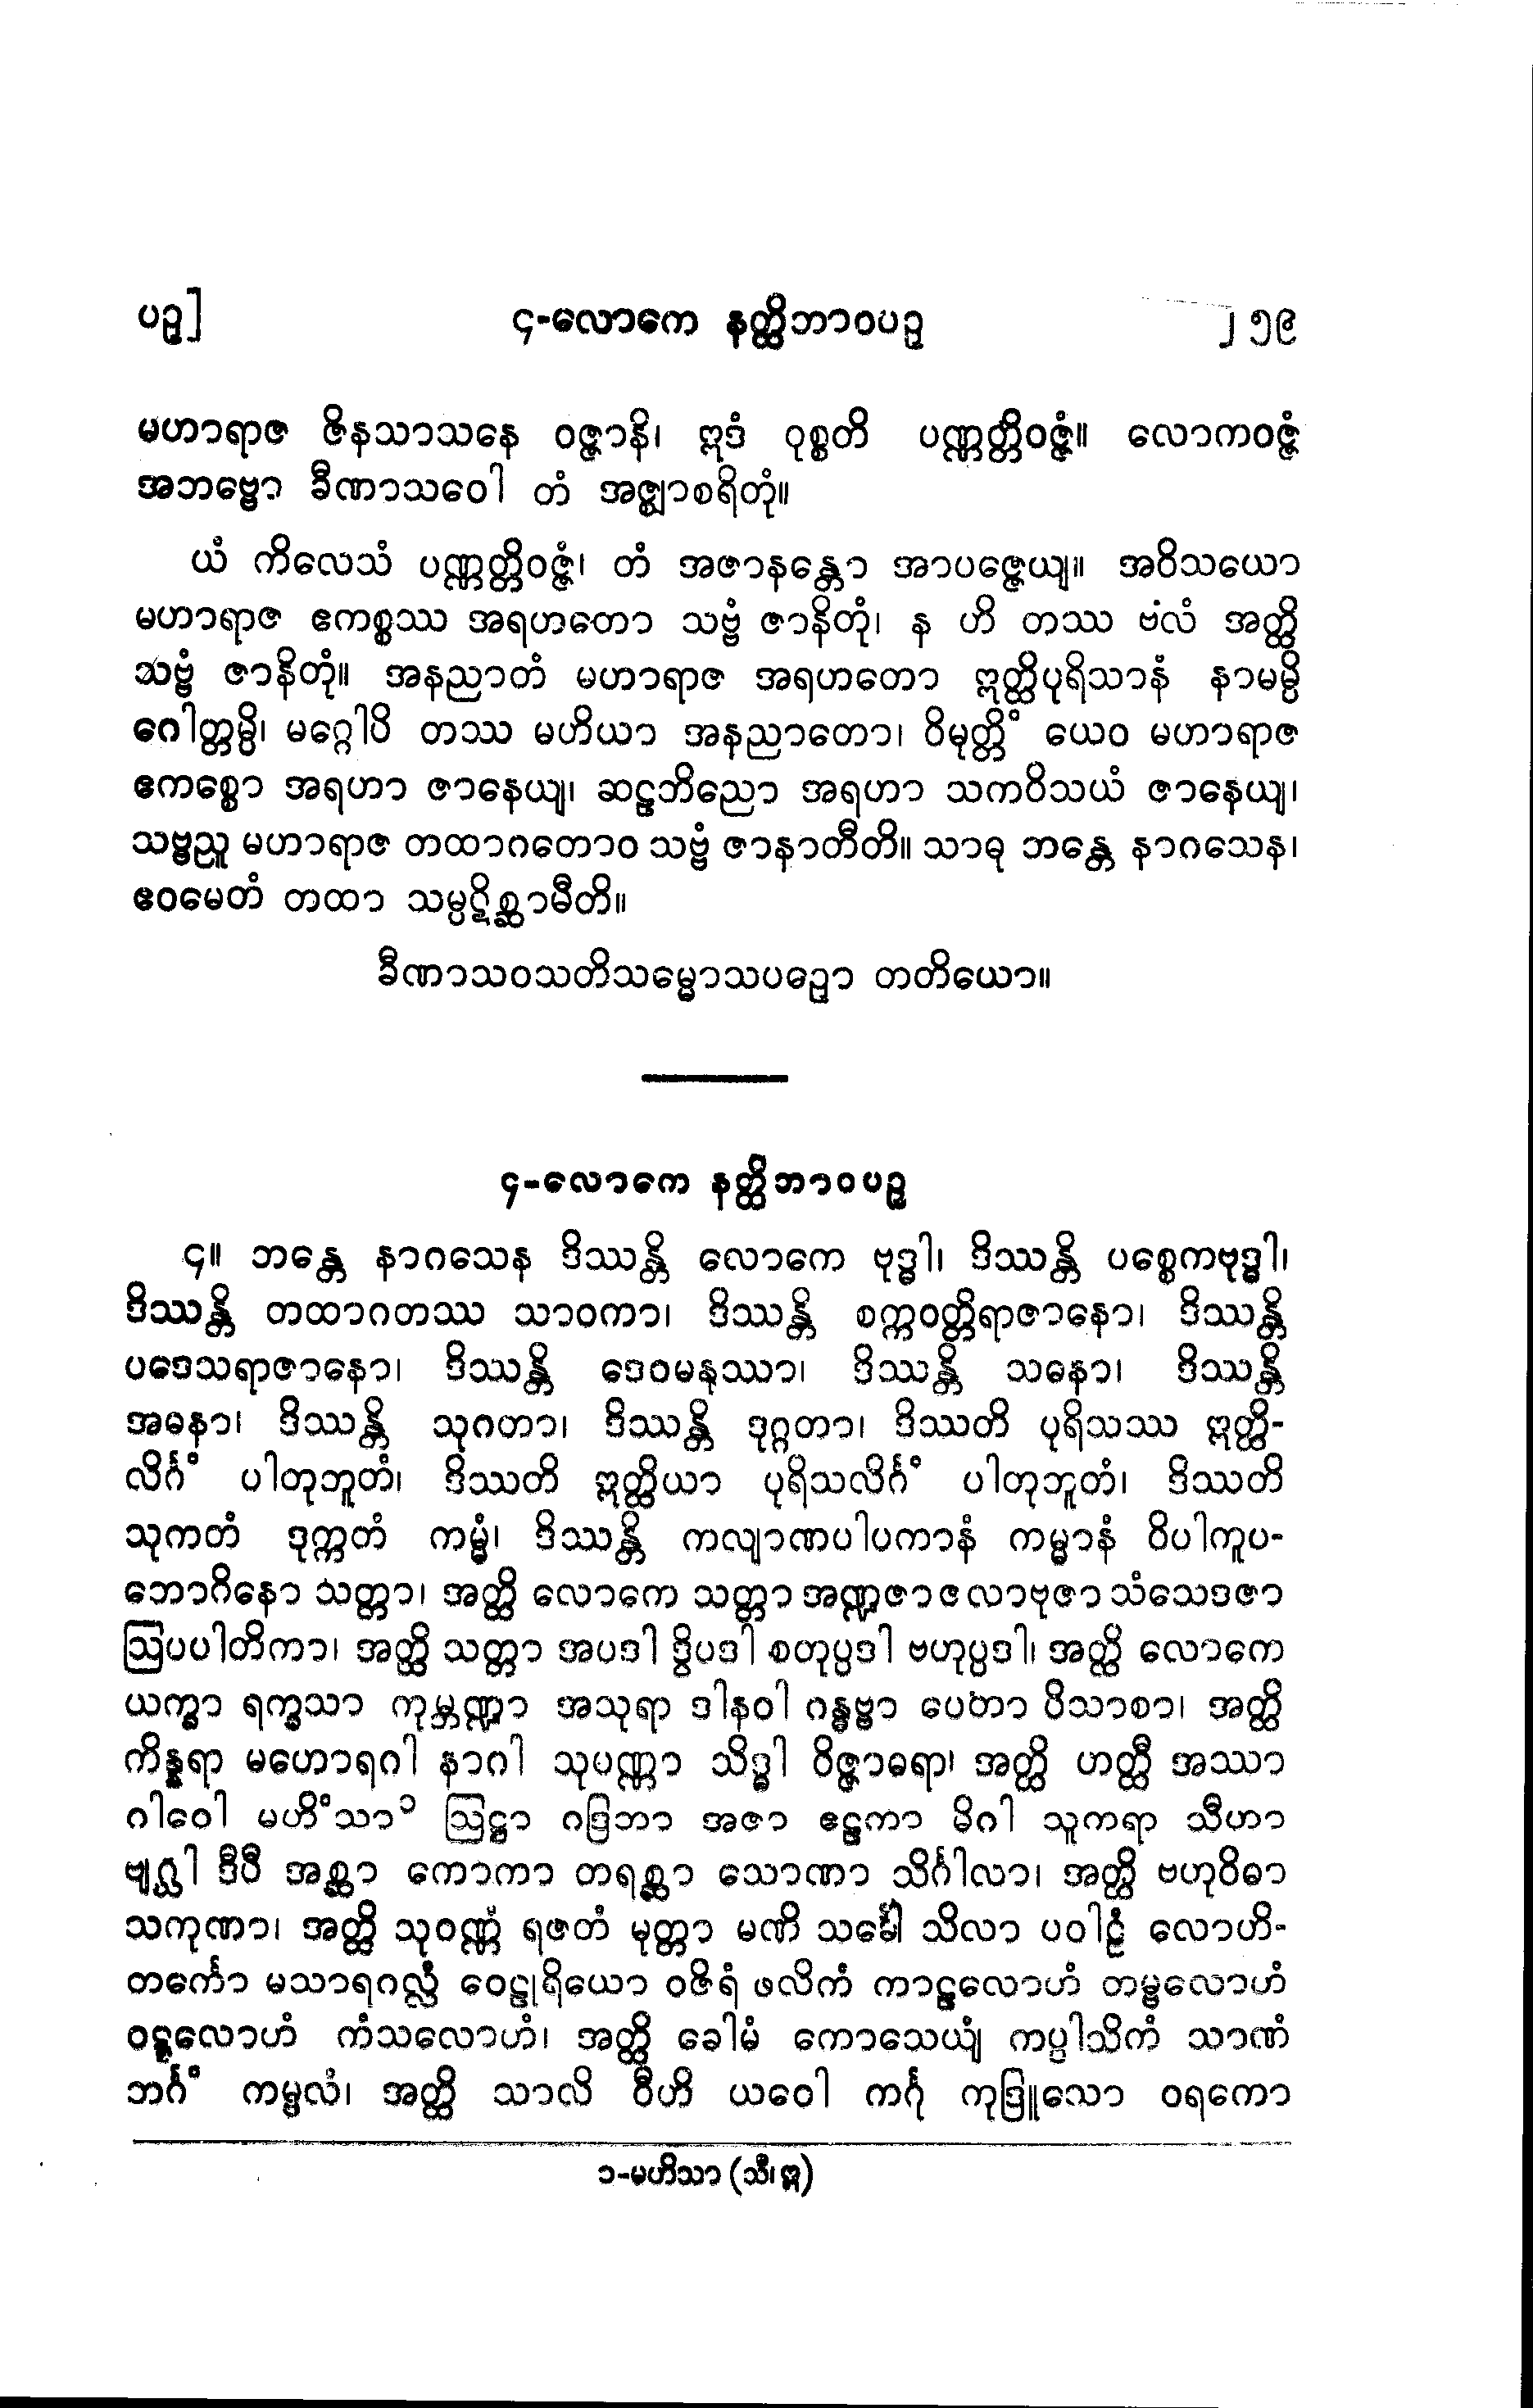 ပဉှ]
၄-လောကေ နတ္ထိဘာဝပဉှ
၂၅၉
မဟာရာဇ ဇိနသာသနေ ဝဇ္ဇာနိ၊ ဣဒံ ဝုစ္စတိ ပဏ္ဏတ္တိဝဇ္ဇံ။ လောကဝဇ္ဇံ
အဘဗ္ဗော ခီဏာသဝေါ တံ အဇ္ဈာစရိတုံ။
ယံ ကိလေသံ ပဏ္ဏတ္တိဝဇ္ဇံ၊ တံ အဇာနန္တော အာပဇ္ဇေယျ။ အဝိသယော
မဟာရာဇ ဧကစ္စဿ အရဟတော သဗ္ဗံ ဇာနိတုံ၊ န ဟိ တဿ ဗံလံ အတ္ထိ
သဗ္ဗံ ဇာနိတုံ။ အနညာတံ မဟာရာဇ အရဟတော ဣတ္ထိပုရိသာနံ နာမမ္ပိ
ဂေါတ္တမ္ပိ၊ မဂ္ဂေါပိ တဿ မဟိယာ အနညာတော၊ ဝိမုတ္တိံ ယေဝ မဟာရာဇ
ဧကစ္စော အရဟာ ဇာနေယျ၊ ဆဠဘိညော အရဟာ သကဝိသယံ ဇာနေယျ၊
သဗ္ဗညူ မဟာရာဇ တထာဂတောဝ သဗ္ဗံ ဇာနာတီတိ။ သာဓု ဘန္တေ နာဂသေန၊
ဧဝမေတံ တထာ သမ္ပဋိစ္ဆာမီတိ။
ခီဏာသဝသတိသမ္မောသပဉှော တတိယော။
၄-လောကေ နတ္ထိဘာဝပဉှ
၄။ ဘန္တေ နာဂသေန ဒိဿန္တိ လောကေ ဗုဒ္ဓါ၊ ဒိဿန္တိ ပစ္စေကဗုဒ္ဓါ၊
ဒိဿန္တိ တထာဂတဿ သာဝကာ၊ ဒိဿန္တိ စက္ကဝတ္တိရာဇာနော၊ ဒိဿန္တိ
ပဒေသရာဇာနော၊ ဒိဿန္တိ ဒေဝမနုဿာ၊ ဒိဿန္တိ သဓနာ၊ ဒိဿန္တိ
အဓနာ၊ ဒိဿန္တိ သုဂတာ၊ ဒိဿန္တိ ဒုဂ္ဂတာ၊ ဒိဿတိ ပုရိသဿ ဣတ္ထိ-
လိင်္ဂံ ပါတုဘူတံ၊ ဒိဿတိ ဣတ္ထိယာ ပုရိသလိင်္ဂံ ပါတုဘူတံ၊ ဒိဿတိ
သုကတံ ဒုက္ကတံ ကမ္မံ၊ ဒိဿန္တိ ကလျာဏပါပကာနံ ကမ္မာနံ ဝိပါကူပ-
ဘောဂိနော သတ္တာ၊ အတ္ထိ လောကေ သတ္တာ အဏ္ဍဇာ ဇလာဗုဇာ သံသေဒဇာ
ဩပပါတိကာ၊ အတ္ထိ သတ္တာ အပဒါ ဒွိပဒါ စတုပ္ပဒါ ဗဟုပ္ပဒါ၊ အတ္ထိ လောကေ
ယက္ခာ ရက္ခသာ ကုမ္ဘဏ္ဍာ အသုရာ ဒါနဝါ ဂန္ဓဗ္ဗာ ပေတာ ပိသာစာ၊ အတ္ထိ
ကိန္နရာ မဟောရဂါ နာဂါ သုပဏ္ဏာ သိဒ္ဓါ ဝိဇ္ဇာဓရာ၊ အတ္ထိ ဟတ္ထီ အဿာ
ဂါဝေါ မဟိံသာ ၁ ဩဋ္ဌာ ဂဒြဘာ အဇာ ဧဠကာ မိဂါ သူကရာ သီဟာ
ဗျဂ္ဃါ ဒီပီ အစ္ဆာ ကောကာ တရစ္ဆာ သောဏာ သိင်္ဂါလာ၊ အတ္ထိ ဗဟုဝိဓာ
သကုဏာ၊ အတ္ထိ သုဝဏ္ဏံ ရဇတံ မုတ္တာ မဏိ သင်္ခေါ သိလာ ပဝါဠံ လောဟိ-
တင်္ကော မသာရဂလ္လံ ဝေဠုရိယော ဝဇိရံ ဖလိကံ ကာဠလောဟံ တမ္ဗလောဟံ
ဝဋ္ဋလောဟံ ကံသလောဟံ၊ အတ္ထိ ခေါမံ ကောသေယျံ ကပ္ပါသိကံ သာဏံ
ဘင်္ဂံ ကမ္ဗလံ၊ အတ္ထိ သာလိ ဝီဟိ ယဝေါ ကင်္ဂု ကုဒြူသော ဝရကော
၁-မဟိသာ (သီ၊ ဣ)